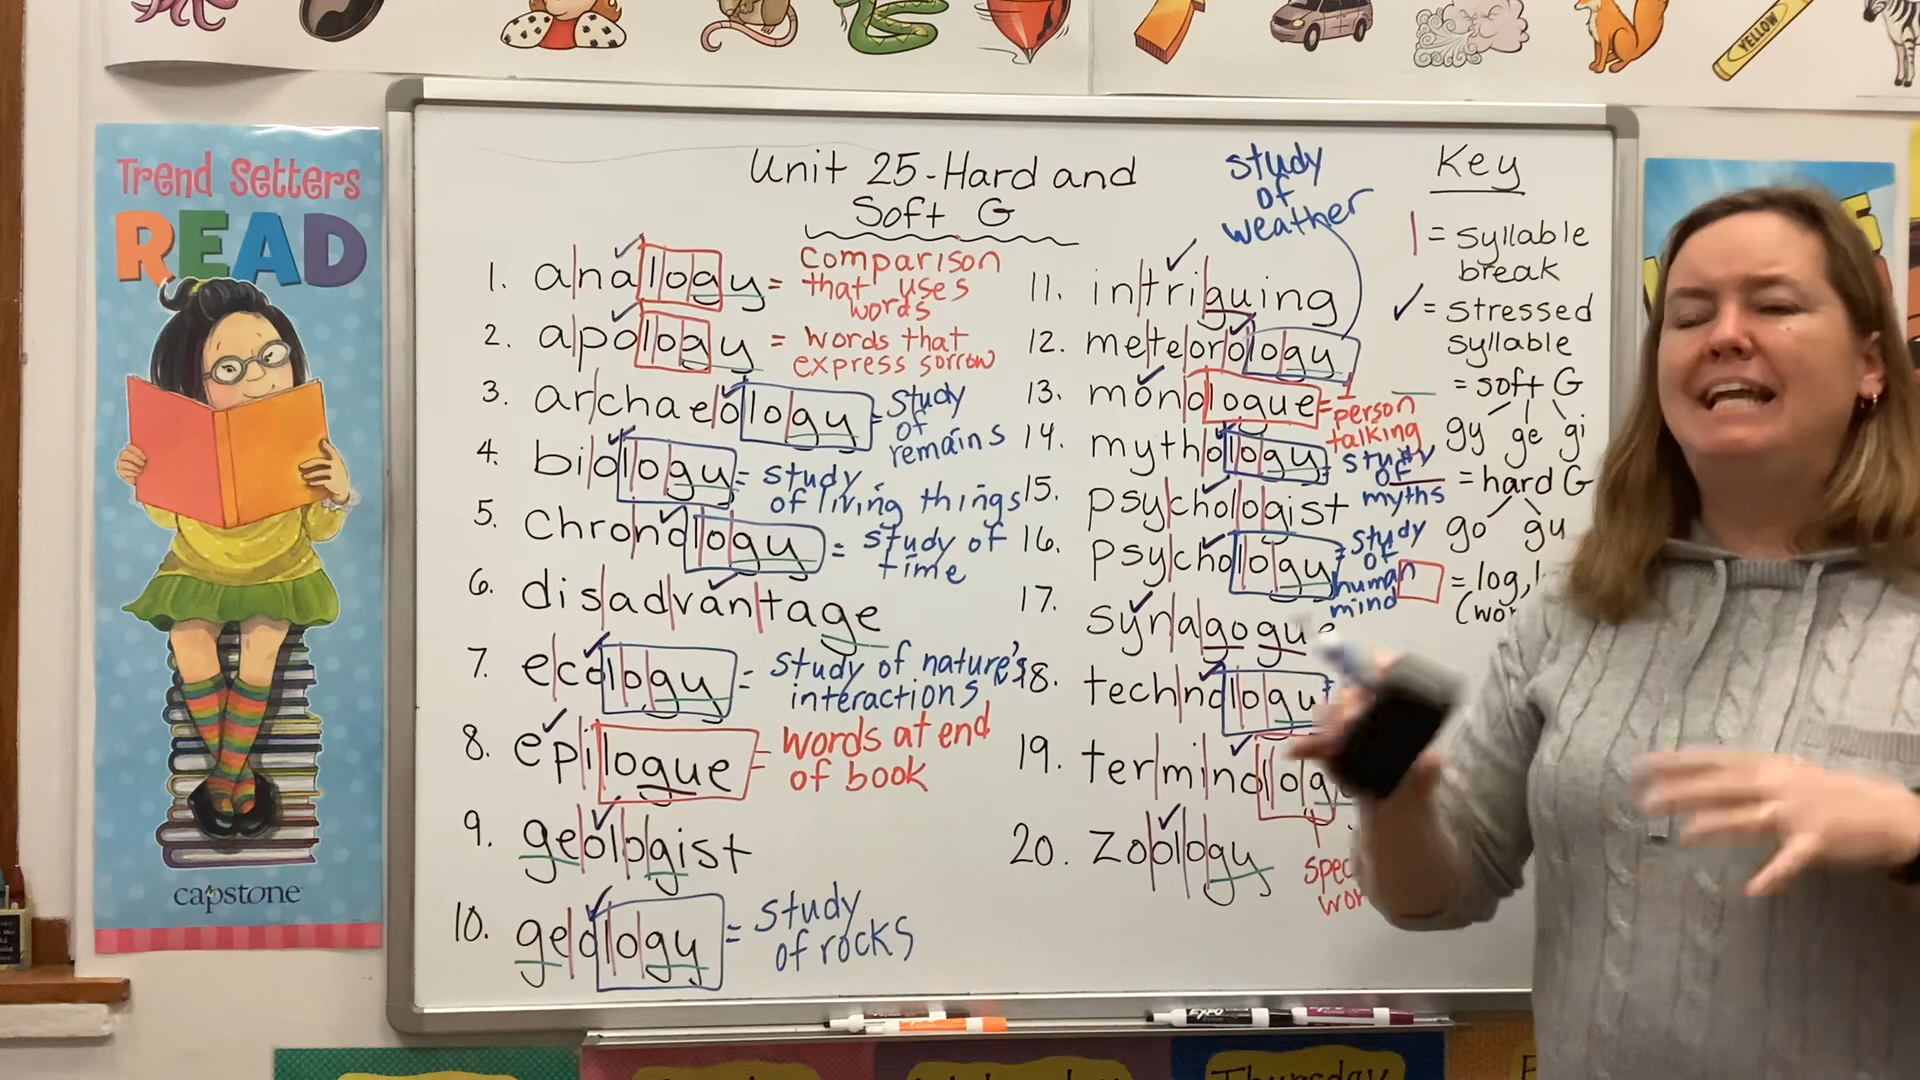 YELLOW
Trend Setters
READ
capstone
Unit 25-Hard and
Soft G
1. analogy = comparison
that uses
words
2. apology = words that
express sorrow
3. archaeology = study
of
remains
4. biology = study
of living things
5. chronology = study of
time
6. disadvantage
7. ecology = study of nature's
interactions
8. epilogue = words at end
of book
9. geologist
10. geology = study
of rocks
study
of
weather
11. intriguing
12. meteorology
13. monologue = 1
person
talking
14. mythology = study
of
myths
15. psychologist
16. psychology = study
of
human
mind
17. synagogue
18. technology =
19. terminolog
20. zoology
Key
| = syllable
break
✓ = stressed
syllable
= soft G
gy ge gi
= hard G
go gu
= log,
EXPO
Thursday